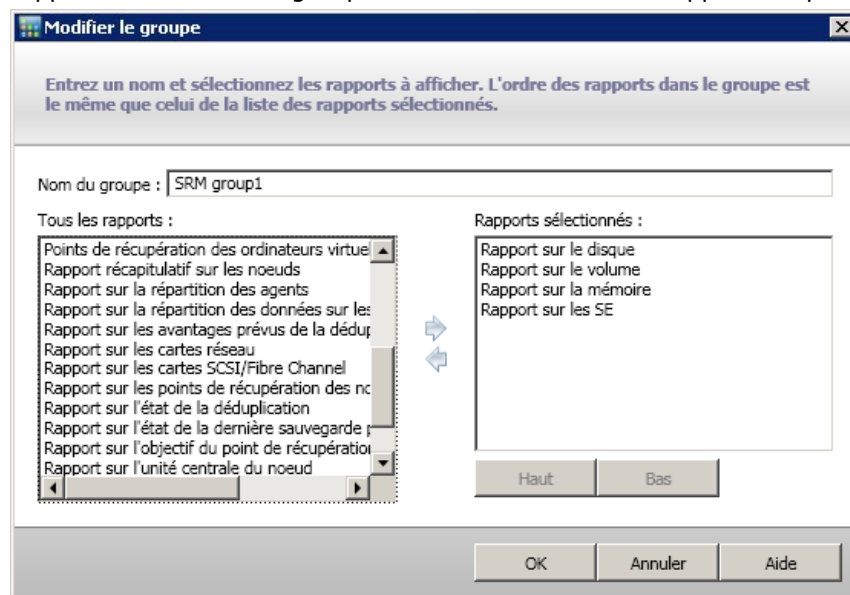 Modifier le groupe
Entrez un nom et sélectionnez les rapports à afficher. L'ordre des rapports dans le groupe est
le même que celui de la liste des rapports sélectionnés.
Nom du groupe : SRM group1
Tous les rapports :
Points de récupération des ordinateurs virtue
Rapport récapitulatif sur les noeuds
Rapport sur la répartition des agents
Rapport sur la répartition des données sur les
Rapport sur les avantages prévus de la dédup
Rapport sur les cartes réseau
Rapport sur les cartes SCSI/Fibre Channel
Rapport sur les points de récupération des no
Rapport sur l'état de la déduplication
Rapport sur l'état de la dernière sauvegarde p
Rapport sur l'objectif du point de récupération
Rapport sur l'unité centrale du noeud
Rapports sélectionnés :
Rapport sur le disque
Rapport sur le volume
Rapport sur la mémoire
Rapport sur les SE
Haut
Bas
OK
Annuler
Aide